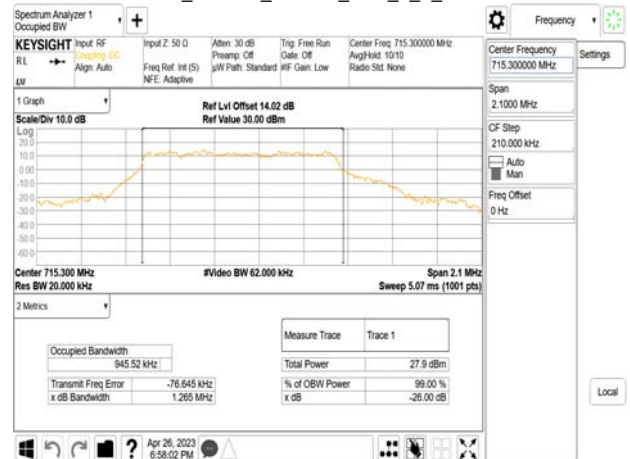 Spectrum Analyzer 1
Occupied BW
+
Frequency
KEYSIGHT
RL
Input: RF
Coupling: DC
Align: Auto
Input Z: 50 Ω
Freq Ref: Int (S)
NFE: Adaptive
Atten: 30 dB
Preamp: Off
µW Path: Standard
Trig: Free Run
Gate: Off
#IF Gain: Low
Center Freq: 715.300000 MHz
Avg|Hold: 10/10
Radio Std: None
Center Frequency
715.300000 MHz
Settings
Span
2.1000 MHz
CF Step
210.000 kHz
Auto
Man
Freq Offset
0 Hz
Local
1 Graph
Scale/Div 10.0 dB
Ref Lvl Offset 14.02 dB
Ref Value 30.00 dBm
Log
20.0
10.0
0.00
-10.0
-20.0
-30.0
-40.0
-50.0
-60.0
Center 715.300 MHz
Res BW 20.000 kHz
#Video BW 62.000 kHz
Span 2.1 MHz
Sweep 5.07 ms (1001 pts)
2 Metrics
Measure Trace
Trace 1
Occupied Bandwidth
945.52 kHz
Total Power
27.9 dBm
Transmit Freq Error
-76.645 kHz
% of OBW Power
99.00 %
x dB Bandwidth
1.265 MHz
x dB
-26.00 dB
?
Apr 26, 2023
6:58:02 PM